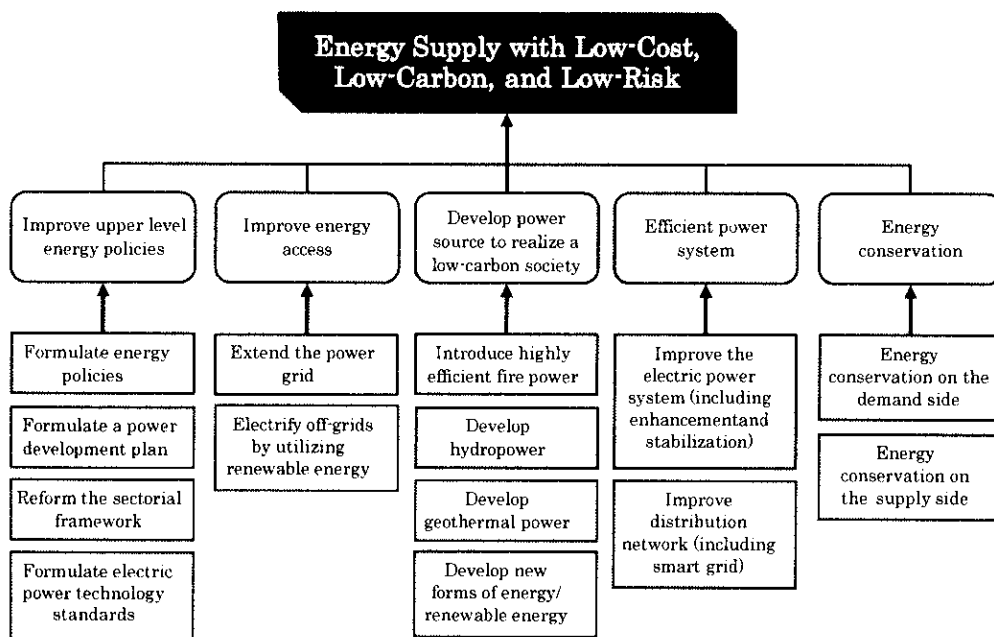 Energy Supply with Low-Cost,
Low-Carbon, and Low-Risk
Improve upper level
energy policies
Improve energy
access
Develop power
source to realize a
low-carbon society
Efficient power
system
Energy
conservation
Formulate energy
policies
Formulate a power
development plan
Reform the sectorial
framework
Formulate electric
power technology
standards
Extend the power
grid
Electrify off-grids
by utilizing
renewable energy
Introduce highly
efficient fire power
Develop
hydropower
Develop
geothermal power
Develop new
forms of energy/
renewable energy
Improve the
electric power
system (including
enhancementand
stabilization)
Improve
distribution
network (including
smart grid)
Energy
conservation on the
demand side
Energy
conservation on
the supply side